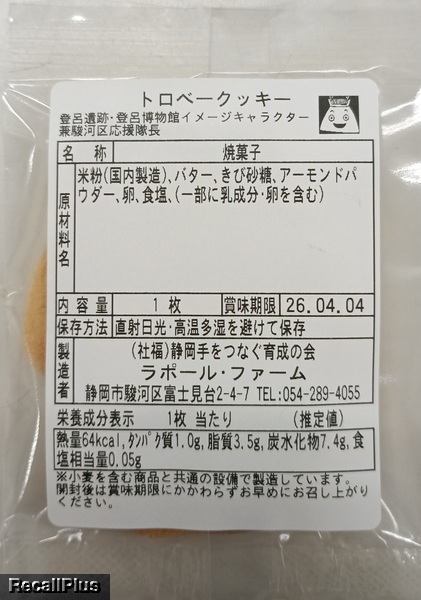 トロベークッキー
登呂遺跡・登呂博物館イメージキャラクター
兼駿河区応援隊長
名 称 焼菓子
原材料名 米粉(国内製造)、バター、きび砂糖、アーモンドパ
ウダー、卵、食塩、(一部に乳成分・卵を含む)
内容量 1枚 賞味期限 26.04.04
保存方法 直射日光・高温多湿を避けて保存
製造者 (社福)静岡手をつなぐ育成の会
ラポール・ファーム
静岡市駿河区富士見台2-4-7 TEL:054-289-4055
栄養成分表示 1枚 当たり (推定値)
熱量64kcal,タンパク質1.0g,脂質3.5g,炭水化物7.4g,食
塩相当量0.05g
※小麦を含む商品と共通の設備で製造しています。
開封後は賞味期限にかかわらずお早めにお召し上がり
ください。
RecallPlus